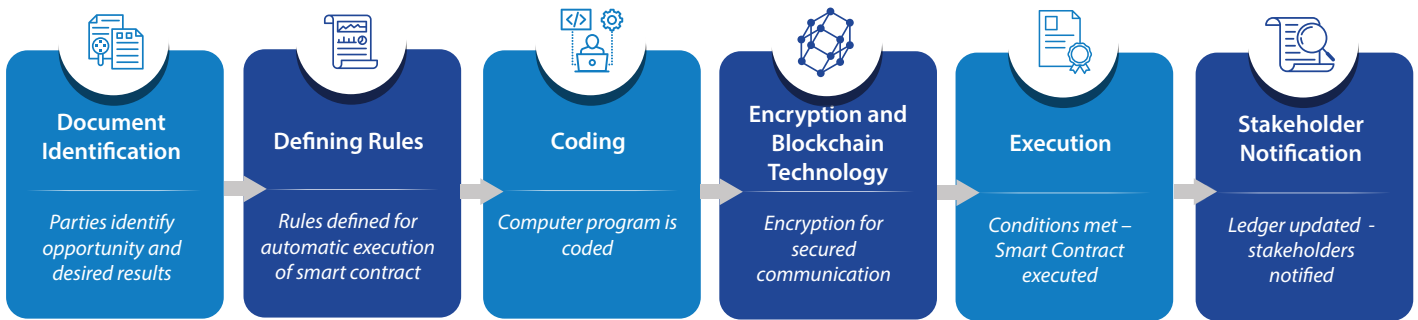 </>
Document
Identification
Parties identify
opportunity and
desired results
Defining Rules
Rules defined for
automatic execution
of smart contract
Coding
Computer program is
coded
Encryption and
Blockchain
Technology
Encryption for
secured
communication
Execution
Conditions met –
Smart Contract
executed
Stakeholder
Notification
Ledger updated -
stakeholders
notified